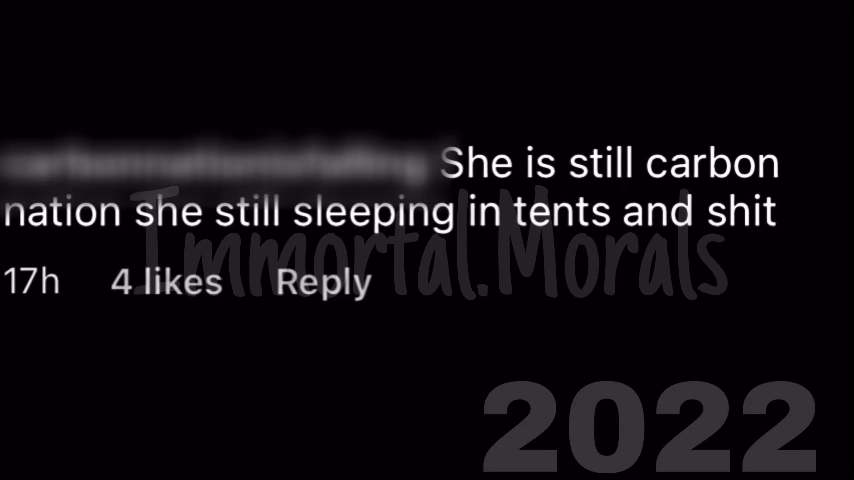 She is still carbon
nation she still sleeping in tents and shit
17h 4 likes Reply
Immortal.Morals
2022